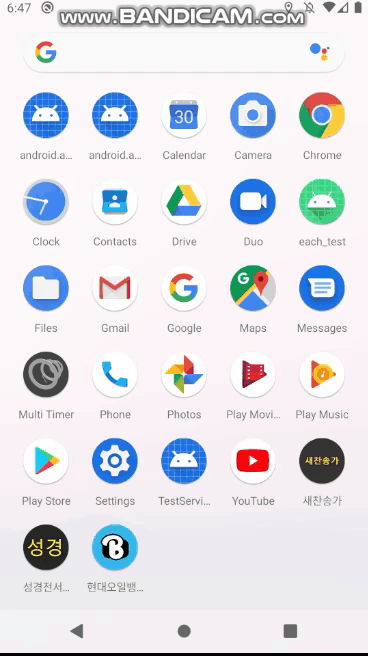 6:47
WWW.BANDICAM.COM
android.a...
android.a...
30
Calendar
Camera
Chrome
Clock
Contacts
Drive
Duo
each_test
Files
Gmail
Google
Maps
Messages
Multi Timer
Phone
Photos
Play Movi...
Play Music
Play Store
Settings
TestServi...
YouTube
새찬송가
새찬송가
성경
성경전서...
B
현대오일뱅...